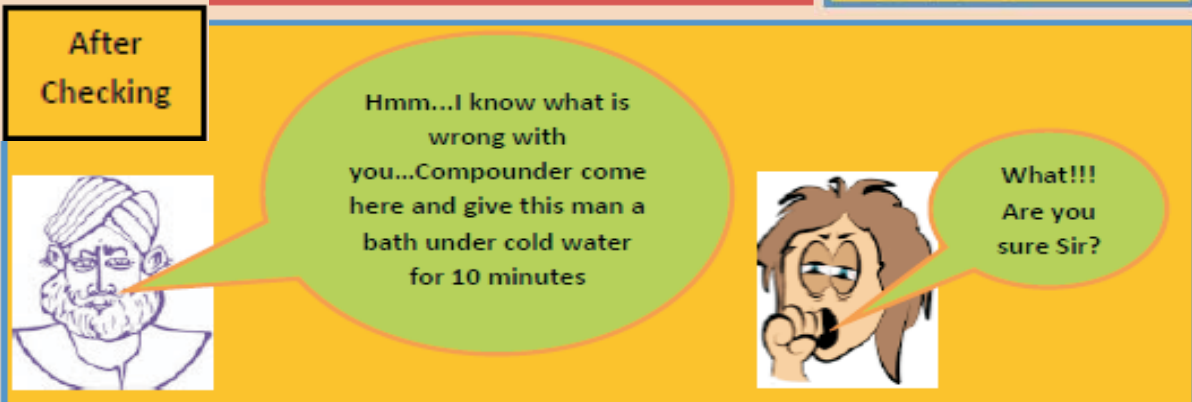 After
Checking
Hmm...I know what is
wrong with
you...Compounder come
here and give this man a
bath under cold water
for 10 minutes
What!!!
Are you
sure Sir?